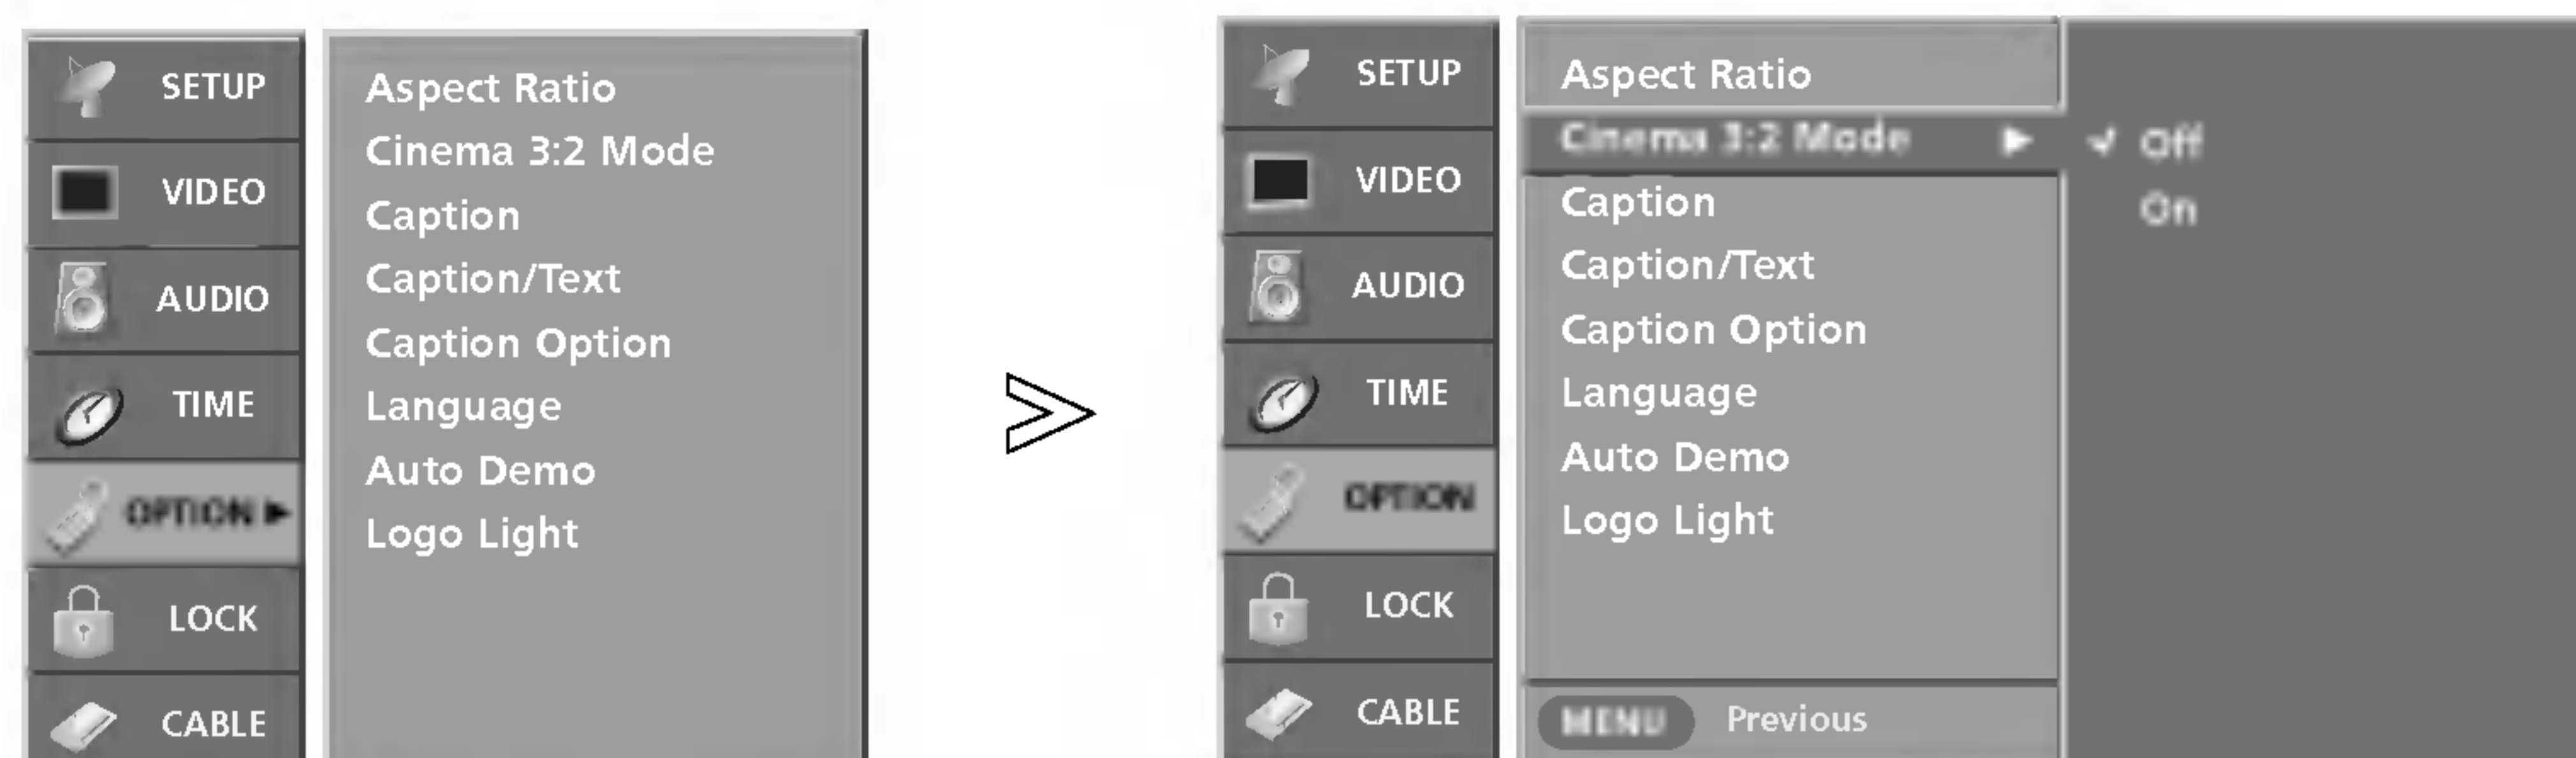 SETUP
VIDEO
AUDIO
TIME
OPTION ▶
LOCK
CABLE
Aspect Ratio
Cinema 3:2 Mode
Caption
Caption/Text
Caption Option
Language
Auto Demo
Logo Light
SETUP
VIDEO
AUDIO
TIME
OPTION
LOCK
CABLE
Aspect Ratio
Cinema 3:2 Mode ▶
Caption
Caption/Text
Caption Option
Language
Auto Demo
Logo Light
MENU Previous
✓ Off
On